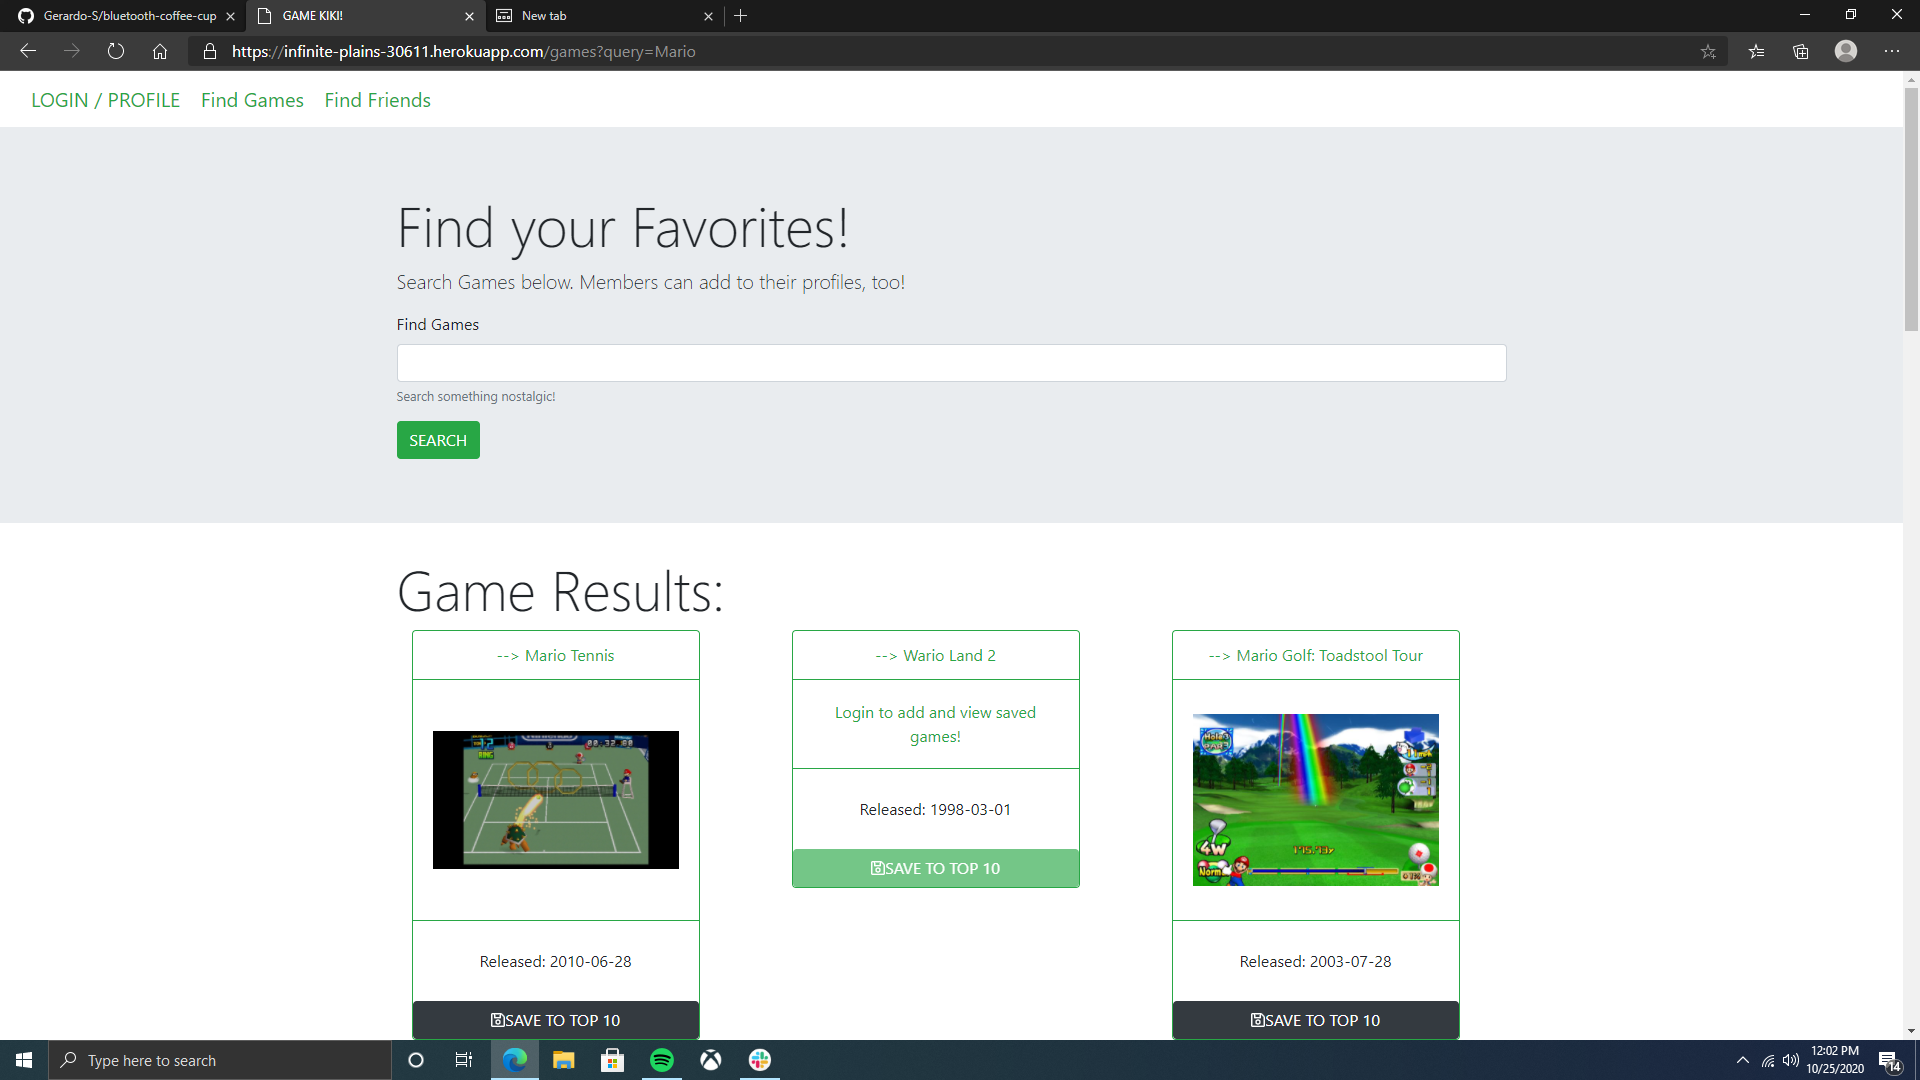 Gerardo-S/bluetooth-coffee-cup
GAME KIKI!
New tab
https://infinite-plains-30611.herokuapp.com/games?query=Mario
LOGIN / PROFILE Find Games Find Friends
Find your Favorites!
Search Games below. Members can add to their profiles, too!
Find Games
Search something nostalgic!
SEARCH
Game Results:
--> Mario Tennis
Released: 2010-06-28
SAVE TO TOP 10
--> Wario Land 2
Login to add and view saved
games!
Released: 1998-03-01
SAVE TO TOP 10
--> Mario Golf: Toadstool Tour
4W
Released: 2003-07-28
SAVE TO TOP 10
Type here to search
12:02 PM
10/25/2020
14